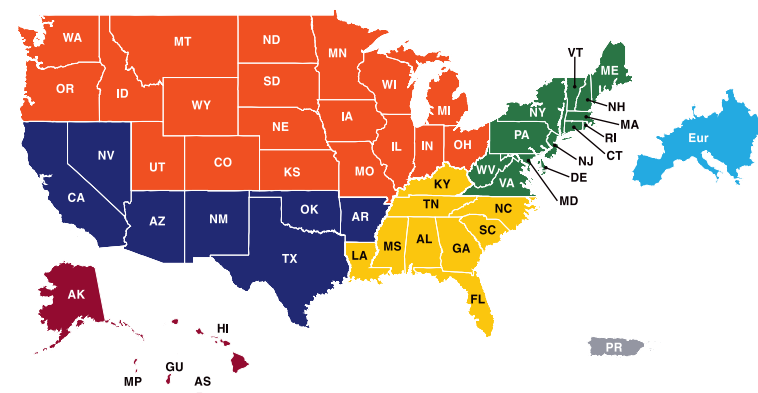 WA
MT
ND
MN
VT
ME
OR
ID
SD
WI
WY
MI
NH
NY
MA
NE
IA
PA
RI
Eur
NV
IL
IN
OH
CT
UT
CO
NJ
KS
MO
WV
DE
KY
VA
CA
MD
TN
NC
AZ
NM
OK
AR
SC
MS
AL
GA
LA
TX
AK
FL
HI
PR
GU
MP
AS